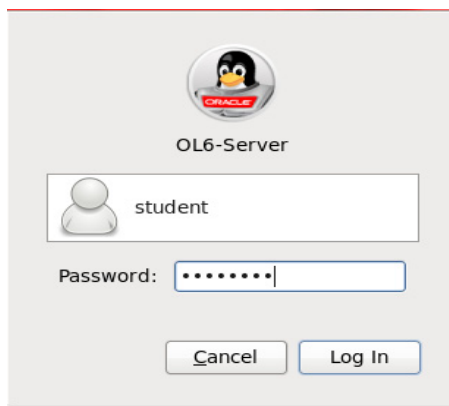 ORACLE
OL6-Server
student
Password: ••••••••
Cancel
Log In